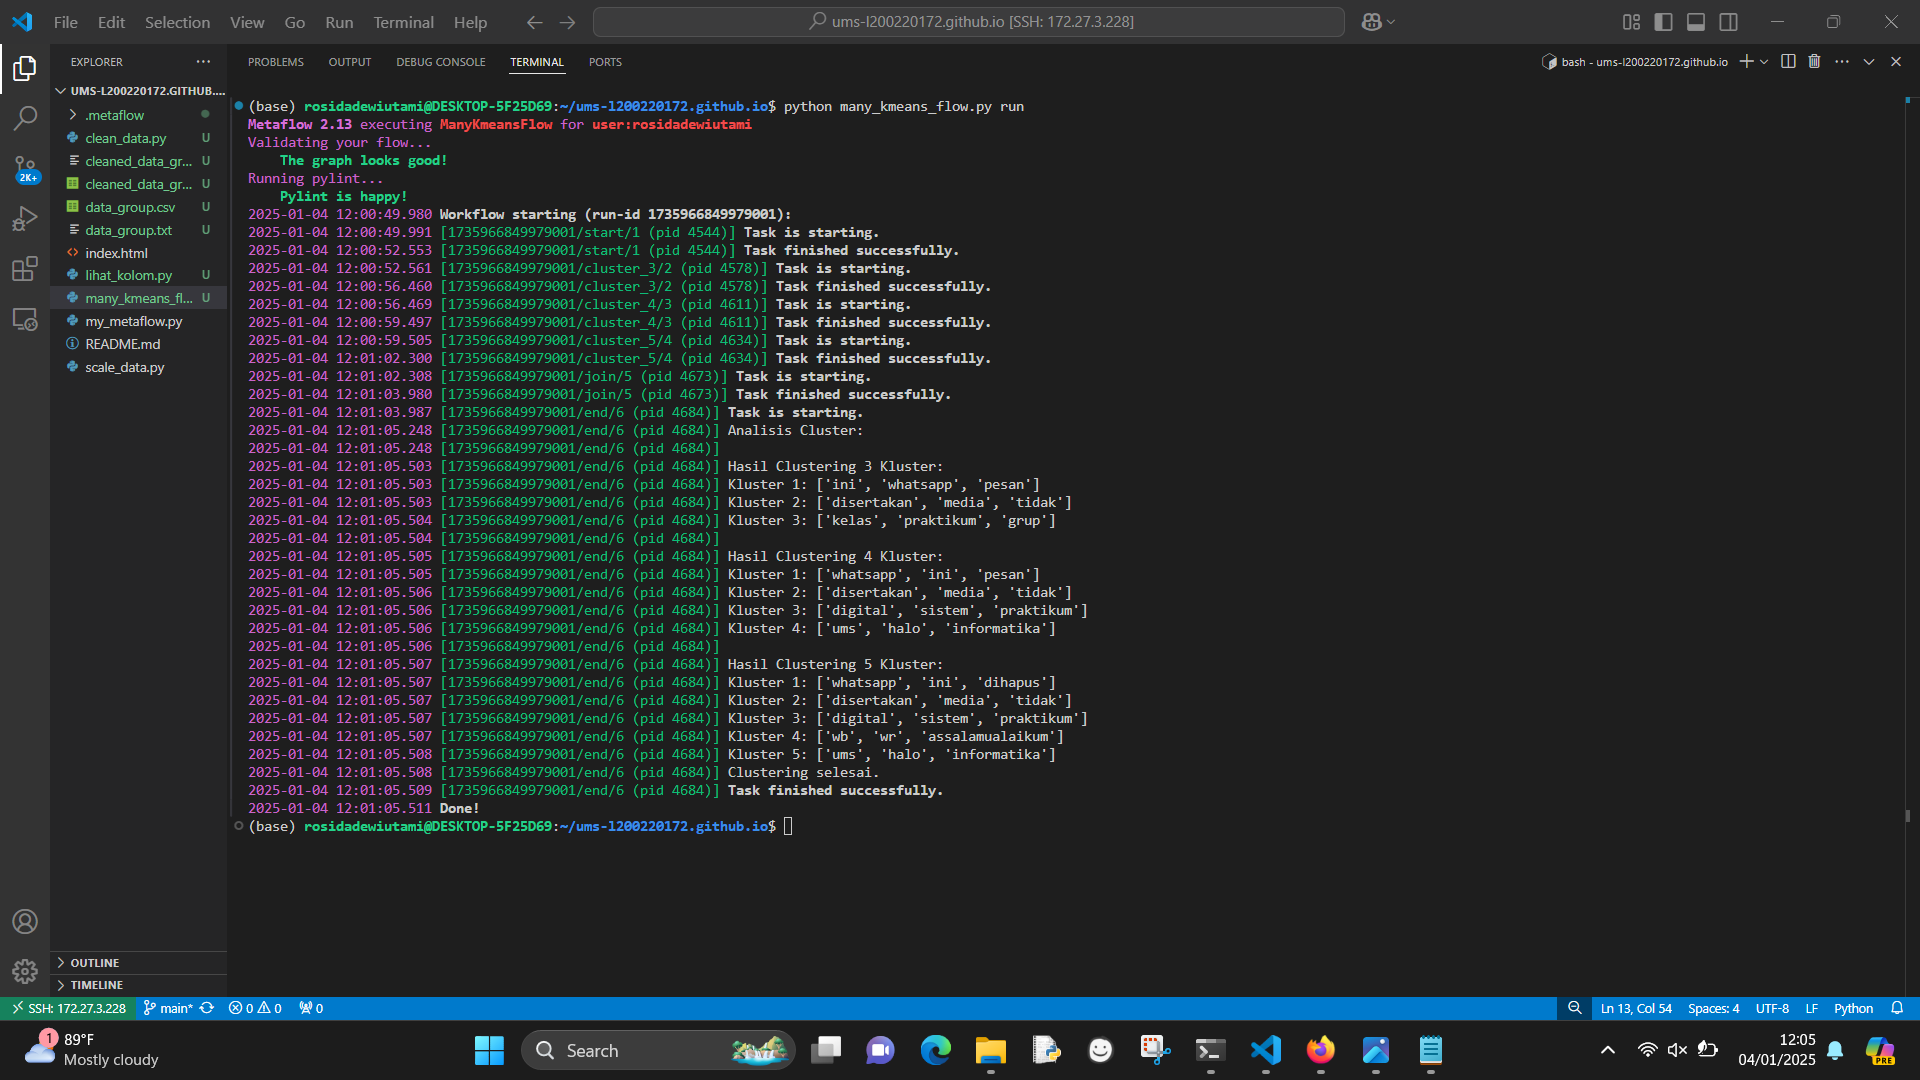 File Edit Selection View Go Run Terminal Help
ums-l200220172.github.io [SSH: 172.27.3.228]
EXPLORER
UMS-L200220172.GITHUB....
.metaflow
clean_data.py U
cleaned_data_gr... U
cleaned_data_gr... U
data_group.csv U
data_group.txt U
index.html
lihat_kolom.py U
many_kmeans_fl... U
my_metaflow.py
README.md
scale_data.py
OUTLINE
TIMELINE
2K+
PROBLEMS OUTPUT DEBUG CONSOLE TERMINAL PORTS
bash - ums-l200220172.github.io
(base) rosidadewiutami@DESKTOP-5F25D69:~/ums-l200220172.github.io$ python many_kmeans_flow.py run
Metaflow 2.13 executing ManyKmeansFlow for user:rosidadewiutami
Validating your flow...
The graph looks good!
Running pylint...
Pylint is happy!
2025-01-04 12:00:49.980 Workflow starting (run-id 1735966849979001):
2025-01-04 12:00:49.991 [1735966849979001/start/1 (pid 4544)] Task is starting.
2025-01-04 12:00:52.553 [1735966849979001/start/1 (pid 4544)] Task finished successfully.
2025-01-04 12:00:52.561 [1735966849979001/cluster_3/2 (pid 4578)] Task is starting.
2025-01-04 12:00:56.460 [1735966849979001/cluster_3/2 (pid 4578)] Task finished successfully.
2025-01-04 12:00:56.469 [1735966849979001/cluster_4/3 (pid 4611)] Task is starting.
2025-01-04 12:00:59.497 [1735966849979001/cluster_4/3 (pid 4611)] Task finished successfully.
2025-01-04 12:00:59.505 [1735966849979001/cluster_5/4 (pid 4634)] Task is starting.
2025-01-04 12:01:02.300 [1735966849979001/cluster_5/4 (pid 4634)] Task finished successfully.
2025-01-04 12:01:02.308 [1735966849979001/join/5 (pid 4673)] Task is starting.
2025-01-04 12:01:03.980 [1735966849979001/join/5 (pid 4673)] Task finished successfully.
2025-01-04 12:01:03.987 [1735966849979001/end/6 (pid 4684)] Task is starting.
2025-01-04 12:01:05.248 [1735966849979001/end/6 (pid 4684)] Analisis Cluster:
2025-01-04 12:01:05.248 [1735966849979001/end/6 (pid 4684)]
2025-01-04 12:01:05.503 [1735966849979001/end/6 (pid 4684)] Hasil Clustering 3 Kluster:
2025-01-04 12:01:05.503 [1735966849979001/end/6 (pid 4684)] Kluster 1: ['ini', 'whatsapp', 'pesan']
2025-01-04 12:01:05.503 [1735966849979001/end/6 (pid 4684)] Kluster 2: ['disertakan', 'media', 'tidak']
2025-01-04 12:01:05.504 [1735966849979001/end/6 (pid 4684)] Kluster 3: ['kelas', 'praktikum', 'grup']
2025-01-04 12:01:05.504 [1735966849979001/end/6 (pid 4684)]
2025-01-04 12:01:05.505 [1735966849979001/end/6 (pid 4684)] Hasil Clustering 4 Kluster:
2025-01-04 12:01:05.505 [1735966849979001/end/6 (pid 4684)] Kluster 1: ['whatsapp', 'ini', 'pesan']
2025-01-04 12:01:05.506 [1735966849979001/end/6 (pid 4684)] Kluster 2: ['disertakan', 'media', 'tidak']
2025-01-04 12:01:05.506 [1735966849979001/end/6 (pid 4684)] Kluster 3: ['digital', 'sistem', 'praktikum']
2025-01-04 12:01:05.506 [1735966849979001/end/6 (pid 4684)] Kluster 4: ['ums', 'halo', 'informatika']
2025-01-04 12:01:05.506 [1735966849979001/end/6 (pid 4684)]
2025-01-04 12:01:05.507 [1735966849979001/end/6 (pid 4684)] Hasil Clustering 5 Kluster:
2025-01-04 12:01:05.507 [1735966849979001/end/6 (pid 4684)] Kluster 1: ['whatsapp', 'ini', 'dihapus']
2025-01-04 12:01:05.507 [1735966849979001/end/6 (pid 4684)] Kluster 2: ['disertakan', 'media', 'tidak']
2025-01-04 12:01:05.507 [1735966849979001/end/6 (pid 4684)] Kluster 3: ['digital', 'sistem', 'praktikum']
2025-01-04 12:01:05.507 [1735966849979001/end/6 (pid 4684)] Kluster 4: ['wb', 'wr', 'assalamualaikum']
2025-01-04 12:01:05.508 [1735966849979001/end/6 (pid 4684)] Kluster 5: ['ums', 'halo', 'informatika']
2025-01-04 12:01:05.508 [1735966849979001/end/6 (pid 4684)] Clustering selesai.
2025-01-04 12:01:05.509 [1735966849979001/end/6 (pid 4684)] Task finished successfully.
2025-01-04 12:01:05.511 Done!
(base) rosidadewiutami@DESKTOP-5F25D69:~/ums-l200220172.github.io$
SSH: 172.27.3.228 main* 0 0 0 Ln 13, Col 54 Spaces: 4 UTF-8 LF Python
1 89°F
Mostly cloudy
Search
12:05
04/01/2025
PRE